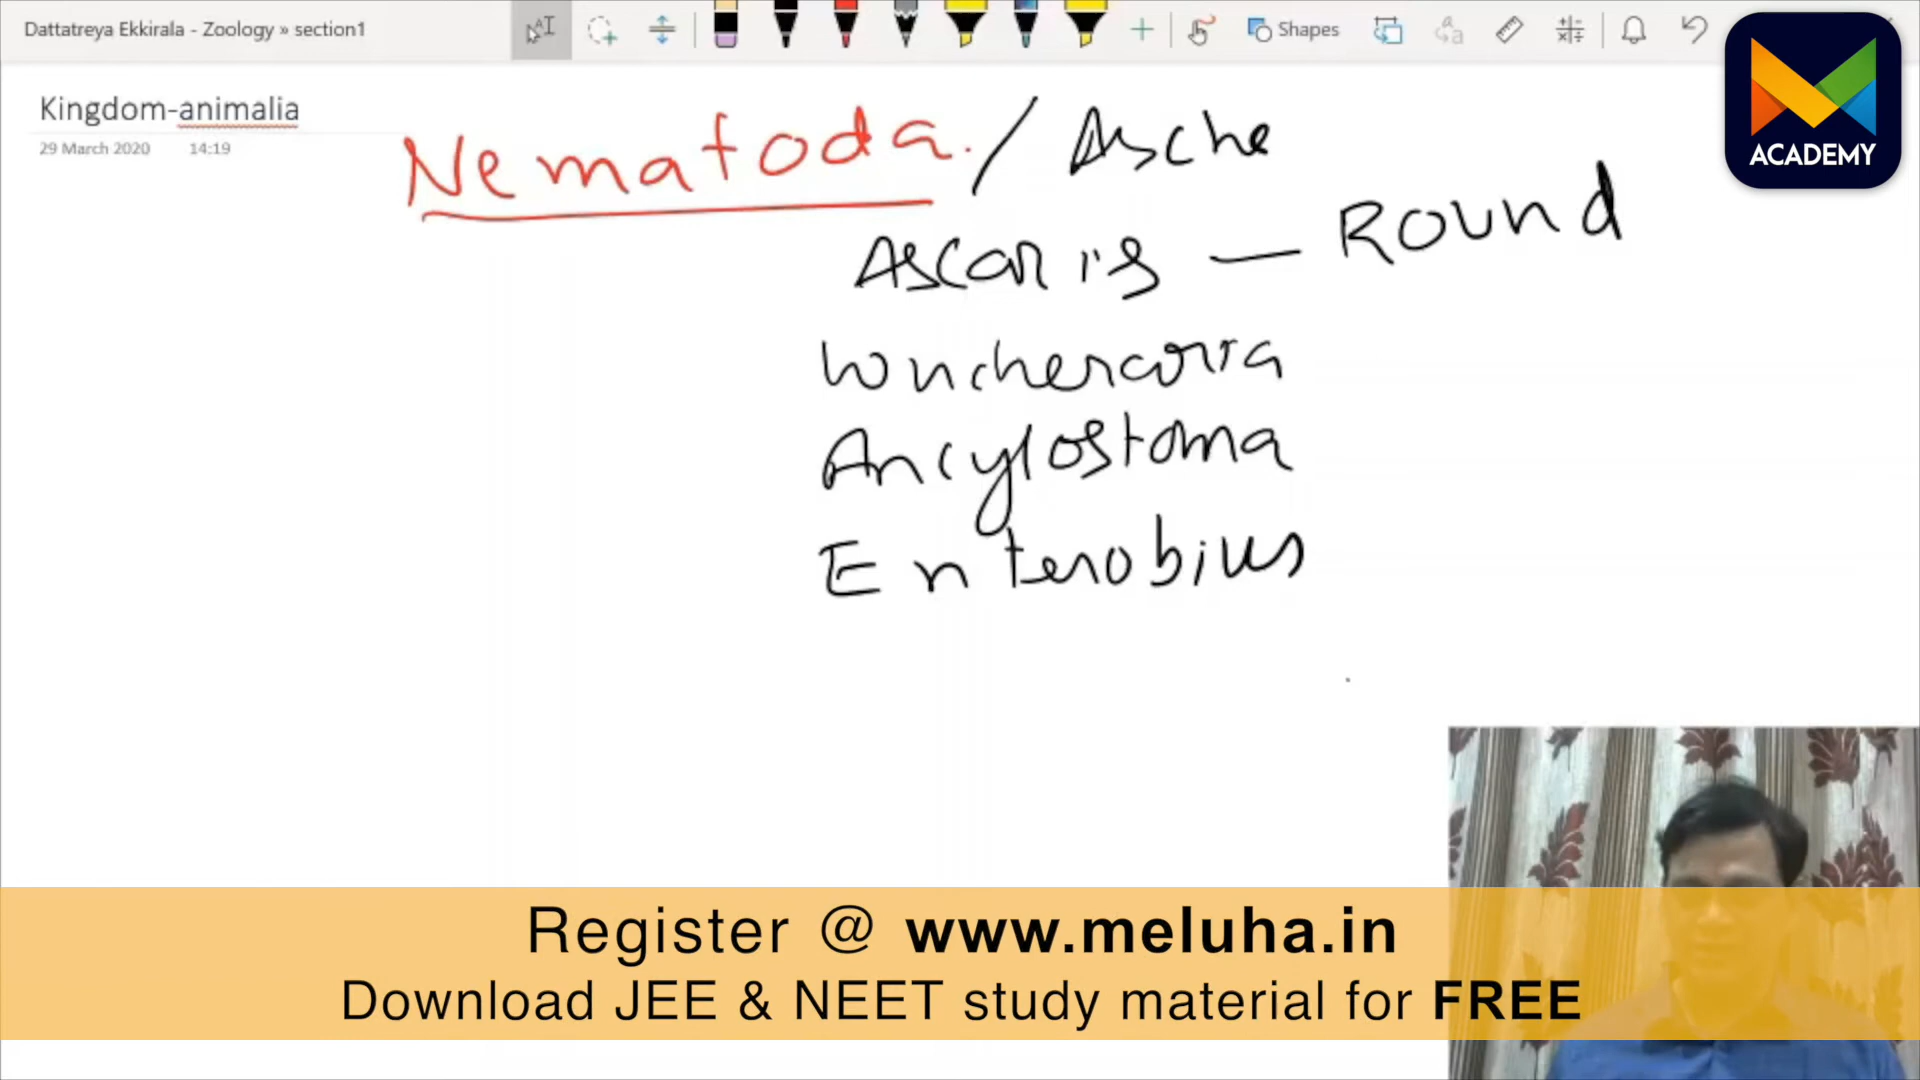 Dattatreya Ekkirala - Zoology » section1
Shapes
ACADEMY
Kingdom-animalia
29 March 2020 14:19
Nematoda. / Asche
Ascaris — Round
Wuchercoria
Ancylostoma
Enterobius
Register @ www.meluha.in
Download JEE & NEET study material for FREE